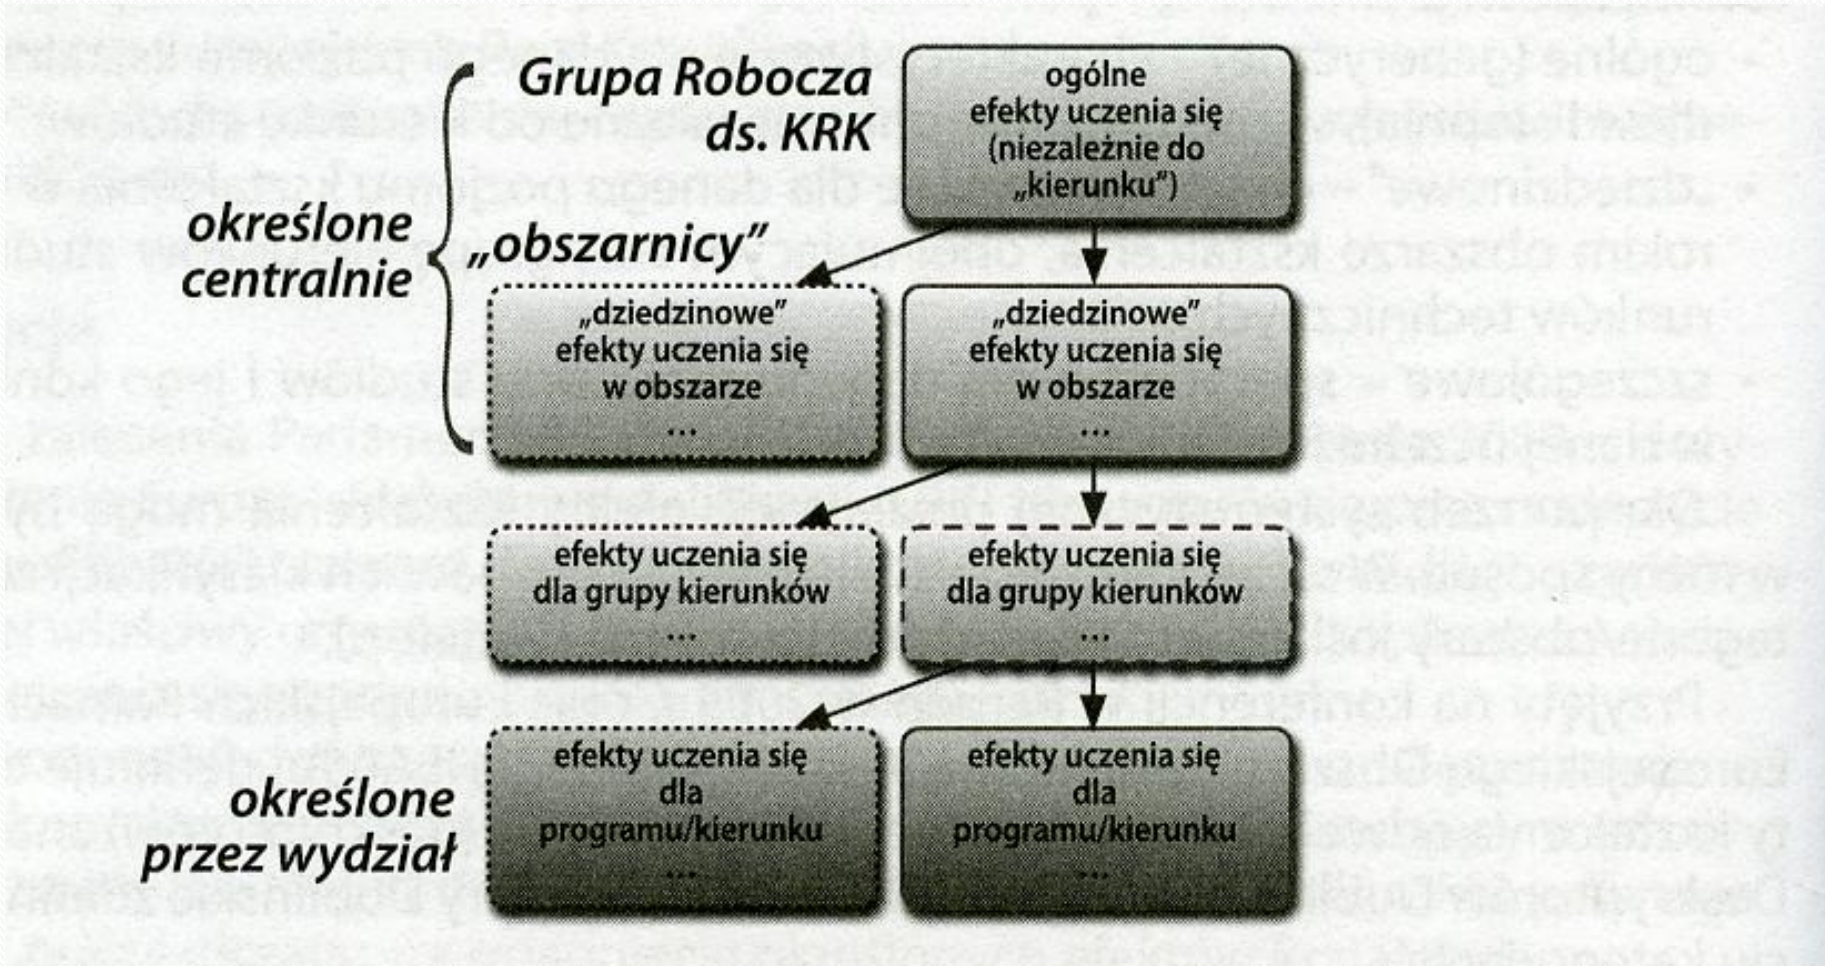 Grupa Robocza
ds. KRK
ogólne
efekty uczenia się
(niezależnie do
„kierunku”)
określone
centralnie
„obszarnicy”
„dziedzinowe”
efekty uczenia się
w obszarze
...
„dziedzinowe”
efekty uczenia się
w obszarze
...
efekty uczenia się
dla grupy kierunków
...
efekty uczenia się
dla grupy kierunków
...
określone
przez wydział
efekty uczenia się
dla
programu/kierunku
...
efekty uczenia się
dla
programu/kierunku
...